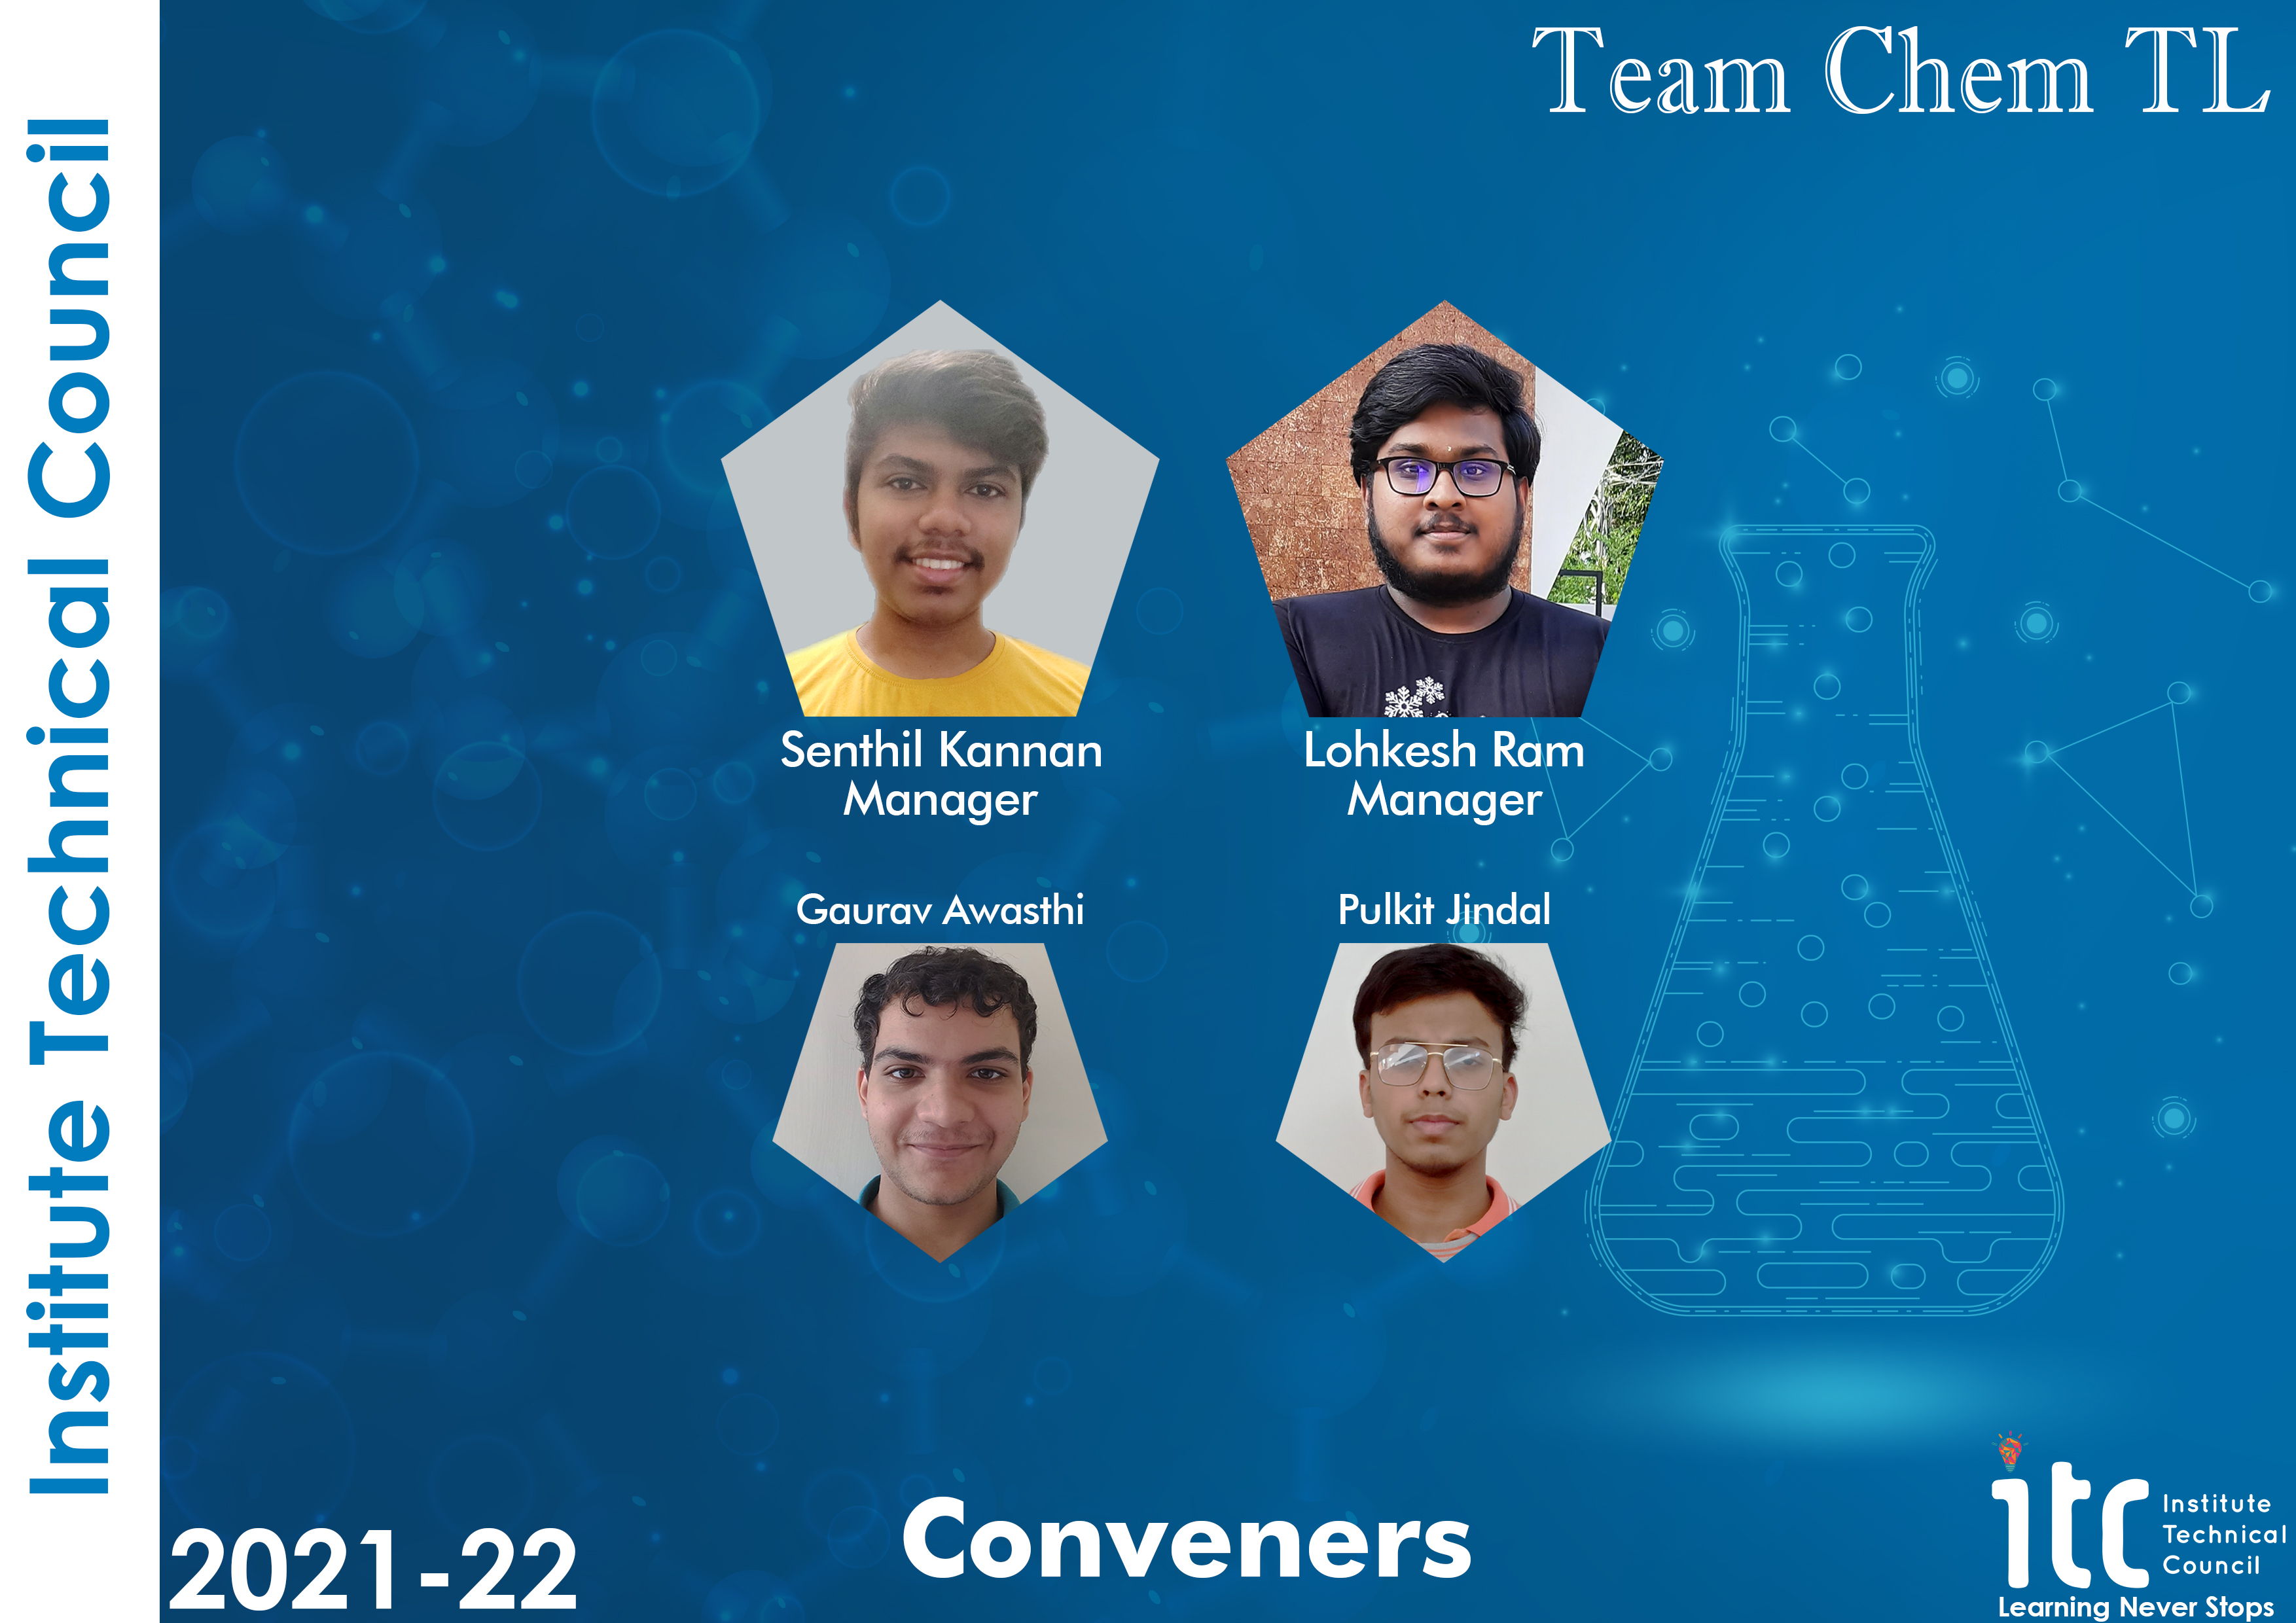 Institute Technical Council
Team Chem TL
Senthil Kannan
Manager
Lohkesh Ram
Manager
Gaurav Awasthi
Pulkit Jindal
Conveners
2021-22
itc
Institute
Technical
Council
Learning Never Stops